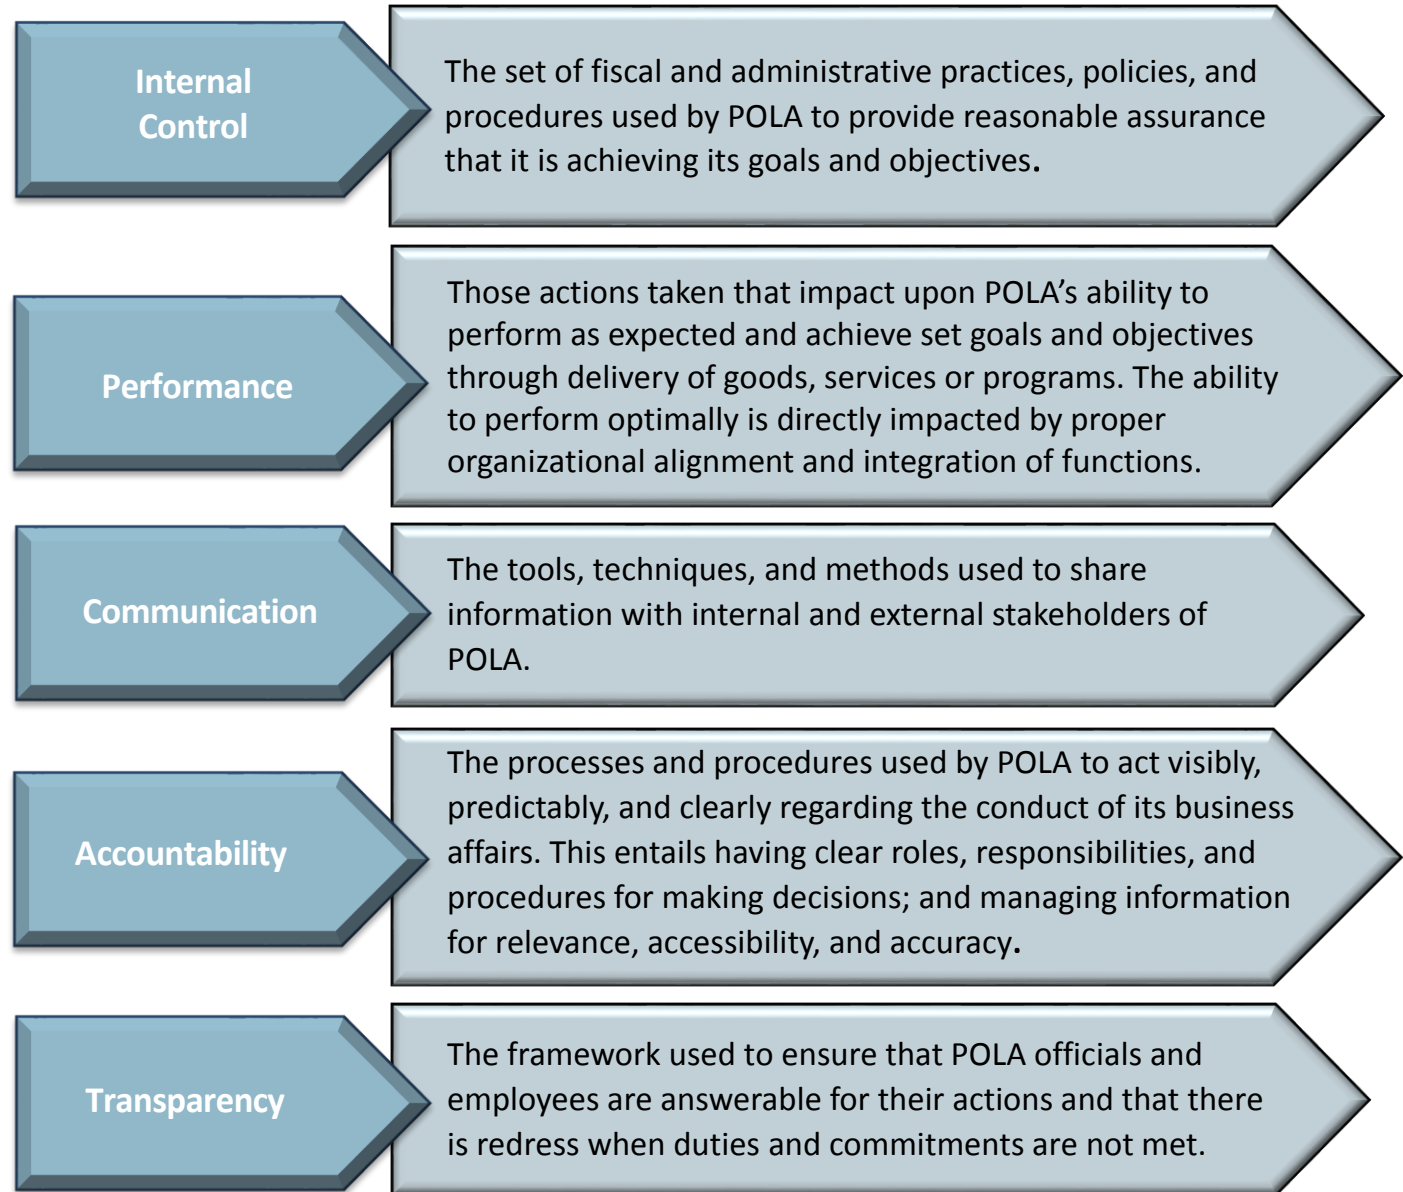 Internal
Control
The set of fiscal and administrative practices, policies, and
procedures used by POLA to provide reasonable assurance
that it is achieving its goals and objectives.
Performance
Those actions taken that impact upon POLA’s ability to
perform as expected and achieve set goals and objectives
through delivery of goods, services or programs. The ability
to perform optimally is directly impacted by proper
organizational alignment and integration of functions.
Communication
The tools, techniques, and methods used to share
information with internal and external stakeholders of
POLA.
Accountability
The processes and procedures used by POLA to act visibly,
predictably, and clearly regarding the conduct of its business
affairs. This entails having clear roles, responsibilities, and
procedures for making decisions; and managing information
for relevance, accessibility, and accuracy.
Transparency
The framework used to ensure that POLA officials and
employees are answerable for their actions and that there
is redress when duties and commitments are not met.